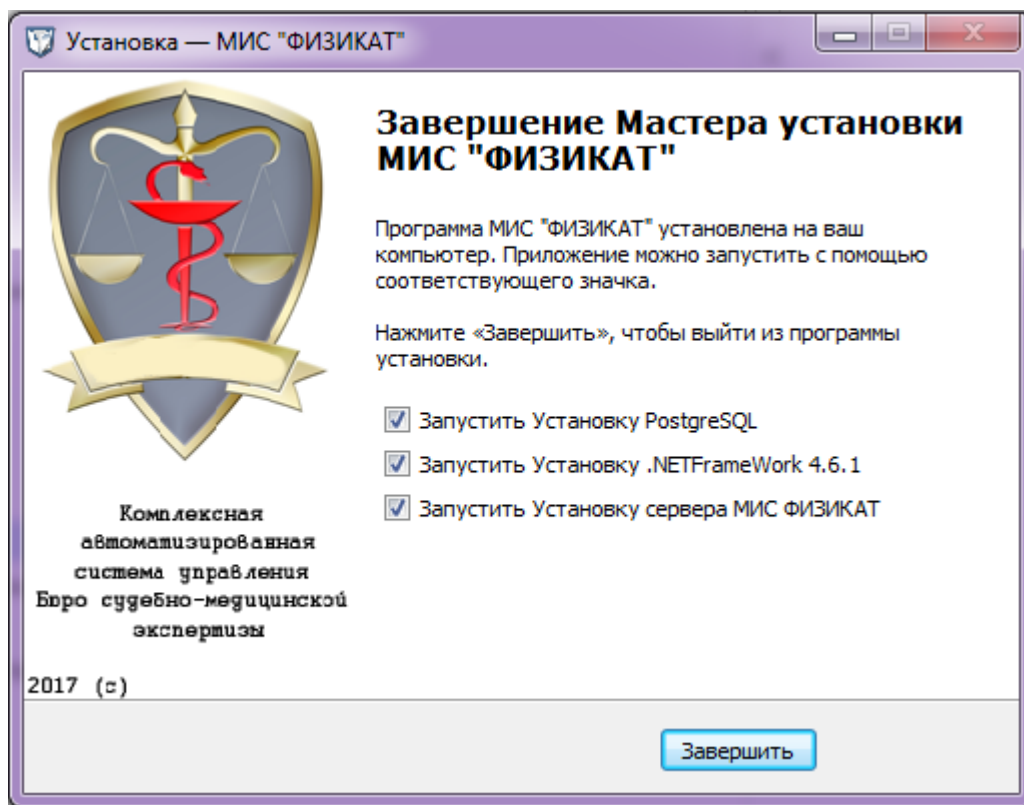 Установка — МИС "ФИЗИКАТ"
Завершение Мастера установки
МИС "ФИЗИКАТ"
Программа МИС "ФИЗИКАТ" установлена на ваш
компьютер. Приложение можно запустить с помощью
соответствующего значка.
Нажмите «Завершить», чтобы выйти из программы
установки.
Запустить Установку PostgreSQL
Запустить Установку .NETFrameWork 4.6.1
Запустить Установку сервера МИС ФИЗИКАТ
Комплексная
автоматизированная
система управления
Бюро судебно-медицинской
экспертизы
2017 (c)
Завершить